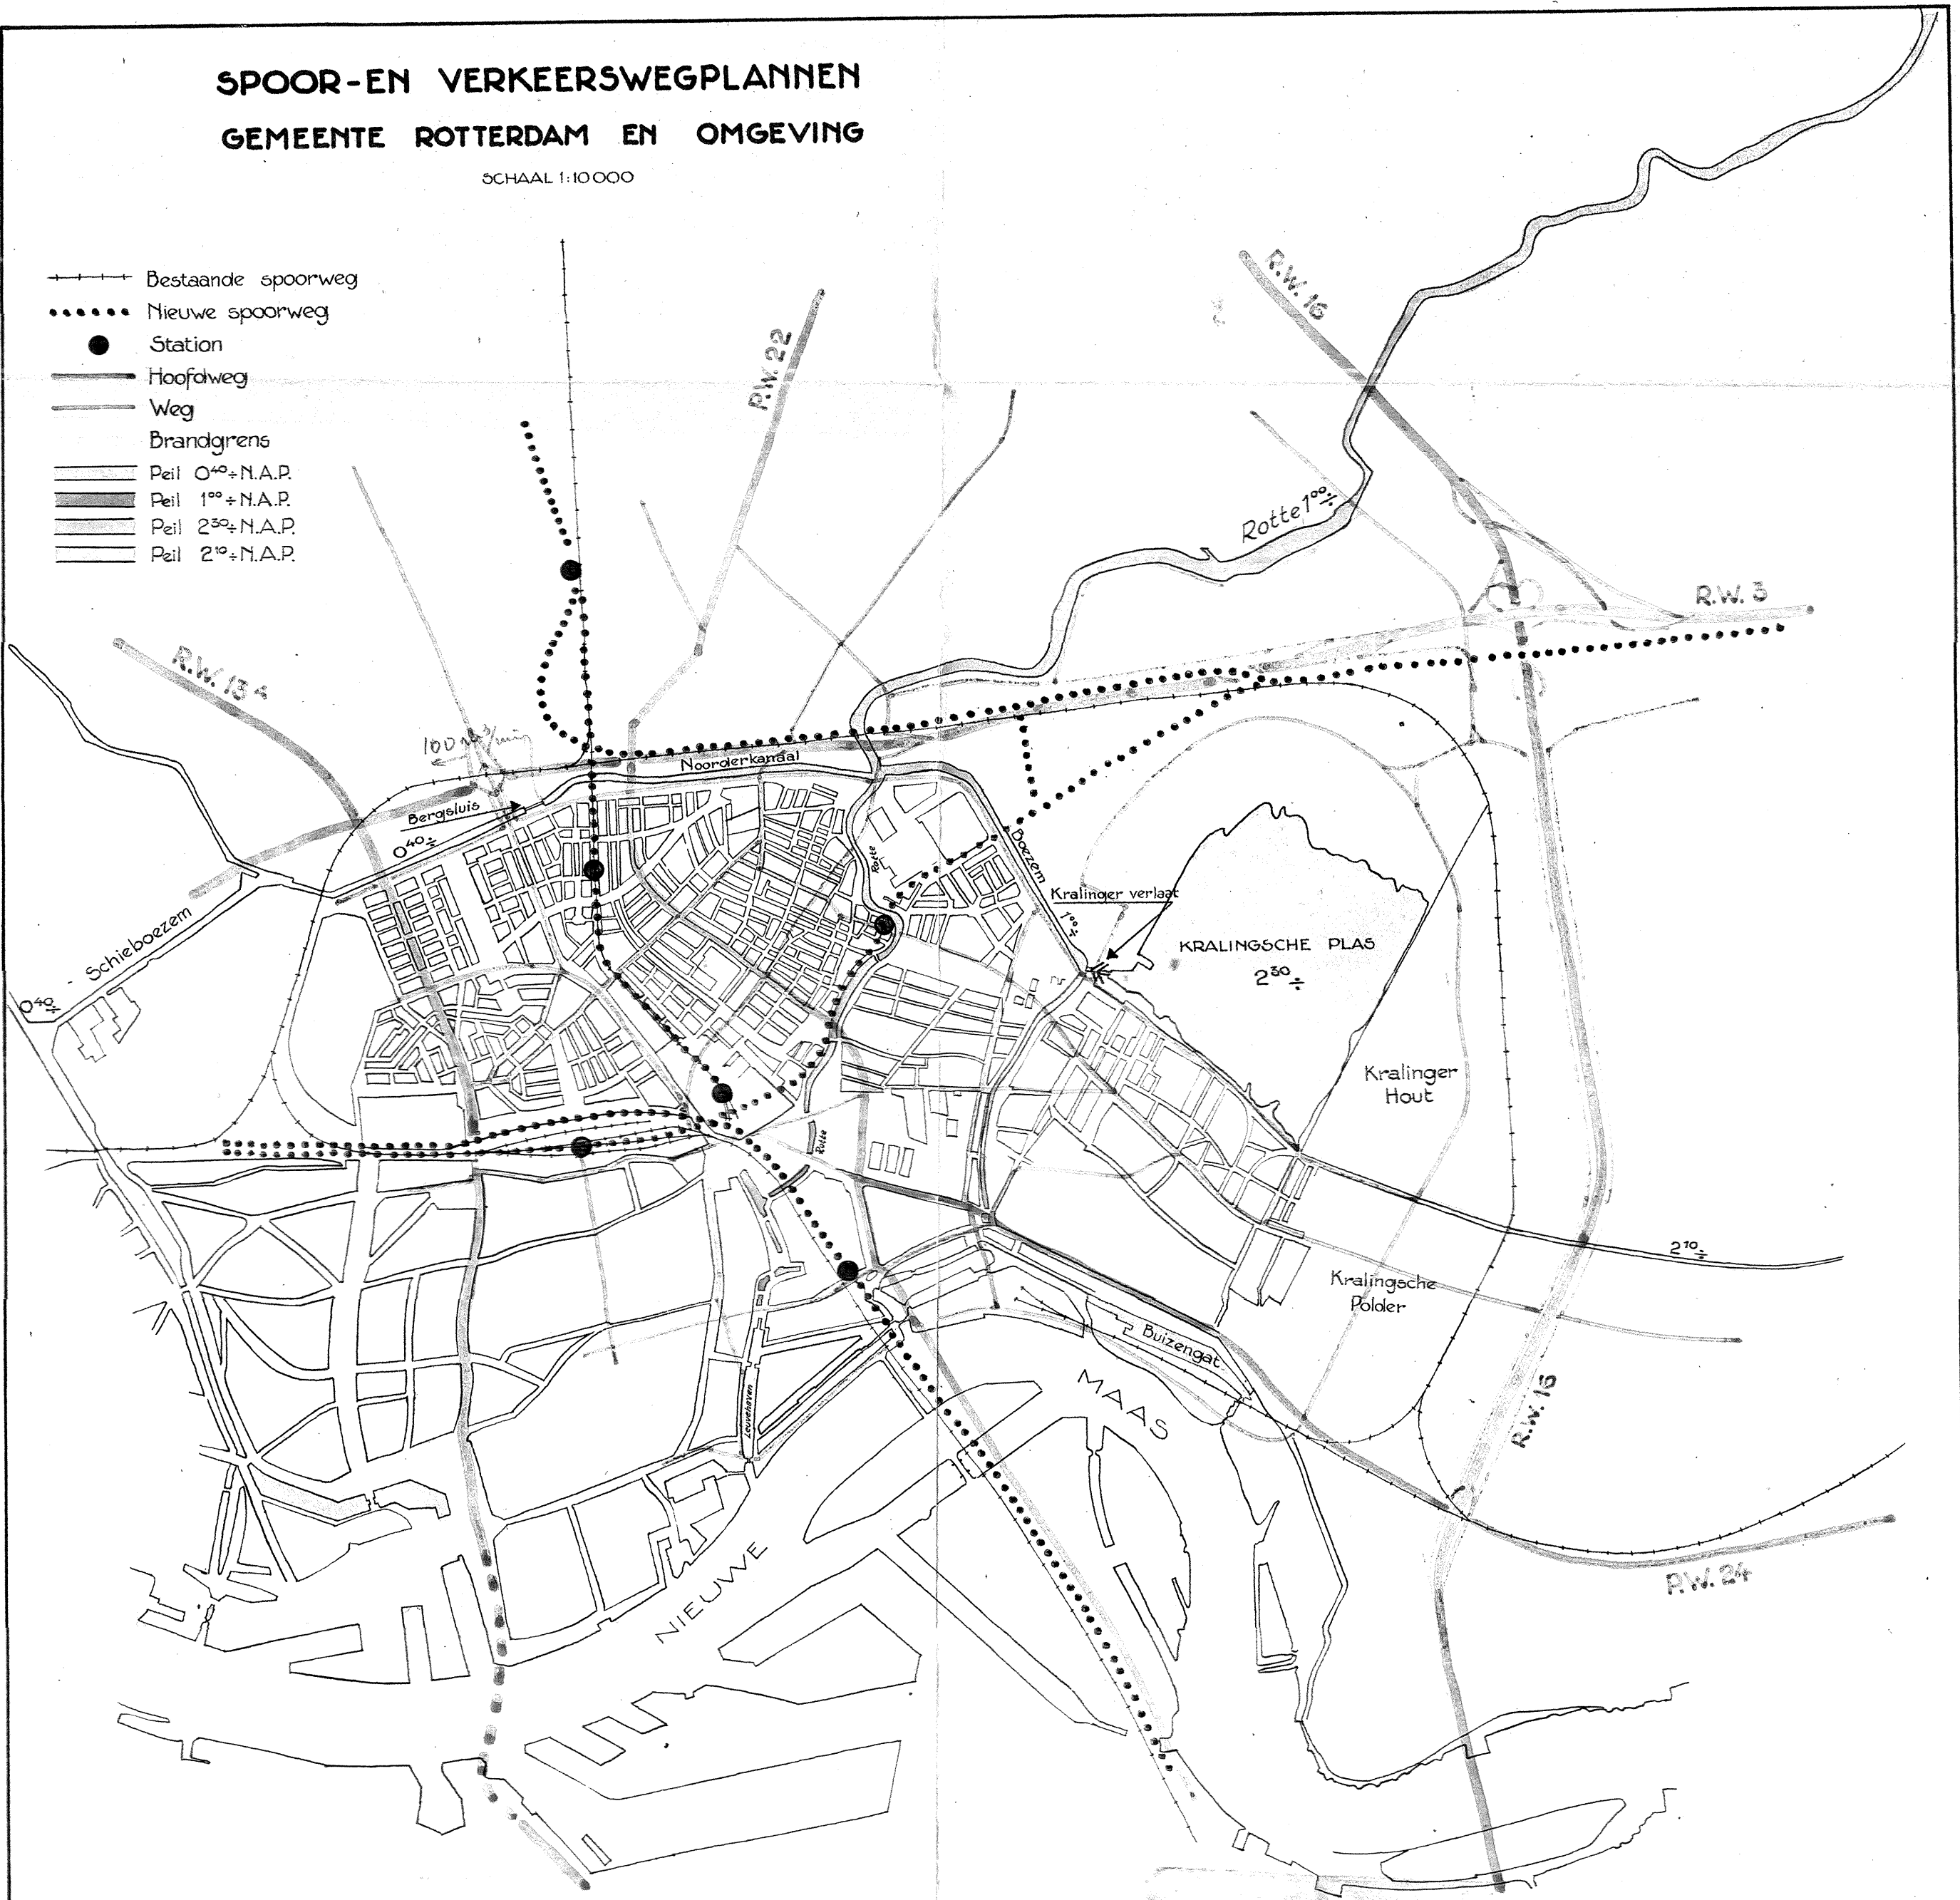 SPOOR-EN VERKEERSWEGPLANNEN
GEMEENTE ROTTERDAM EN OMGEVING
SCHAAL 1:10000
Bestaande spoorweg
Nieuwe spoorweg
Station
Hoofdweg
Weg
Brandgrens
Peil 0⁴⁰÷N.A.P.
Peil 1⁰⁰÷N.A.P.
Peil 2³⁰÷N.A.P.
Peil 2¹⁰÷N.A.P.
R.W. 16
R.W. 22
Rotte 1⁰⁰÷
R.W. 3
R.W. 13A
Noorderkanaal
Bergsluis
0⁴⁰÷
Rotte
Boezem
1⁰⁰÷
Kralinger verlaat
KRALINGSCHE PLAS
2³⁰÷
Schieboezem
0⁴⁰÷
Kralinger
Hout
Rotte
2¹⁰÷
Kralingsche
Polder
Buizengat
Leuvehaven
NIEUWE
MAAS
R.W. 16
R.W. 24